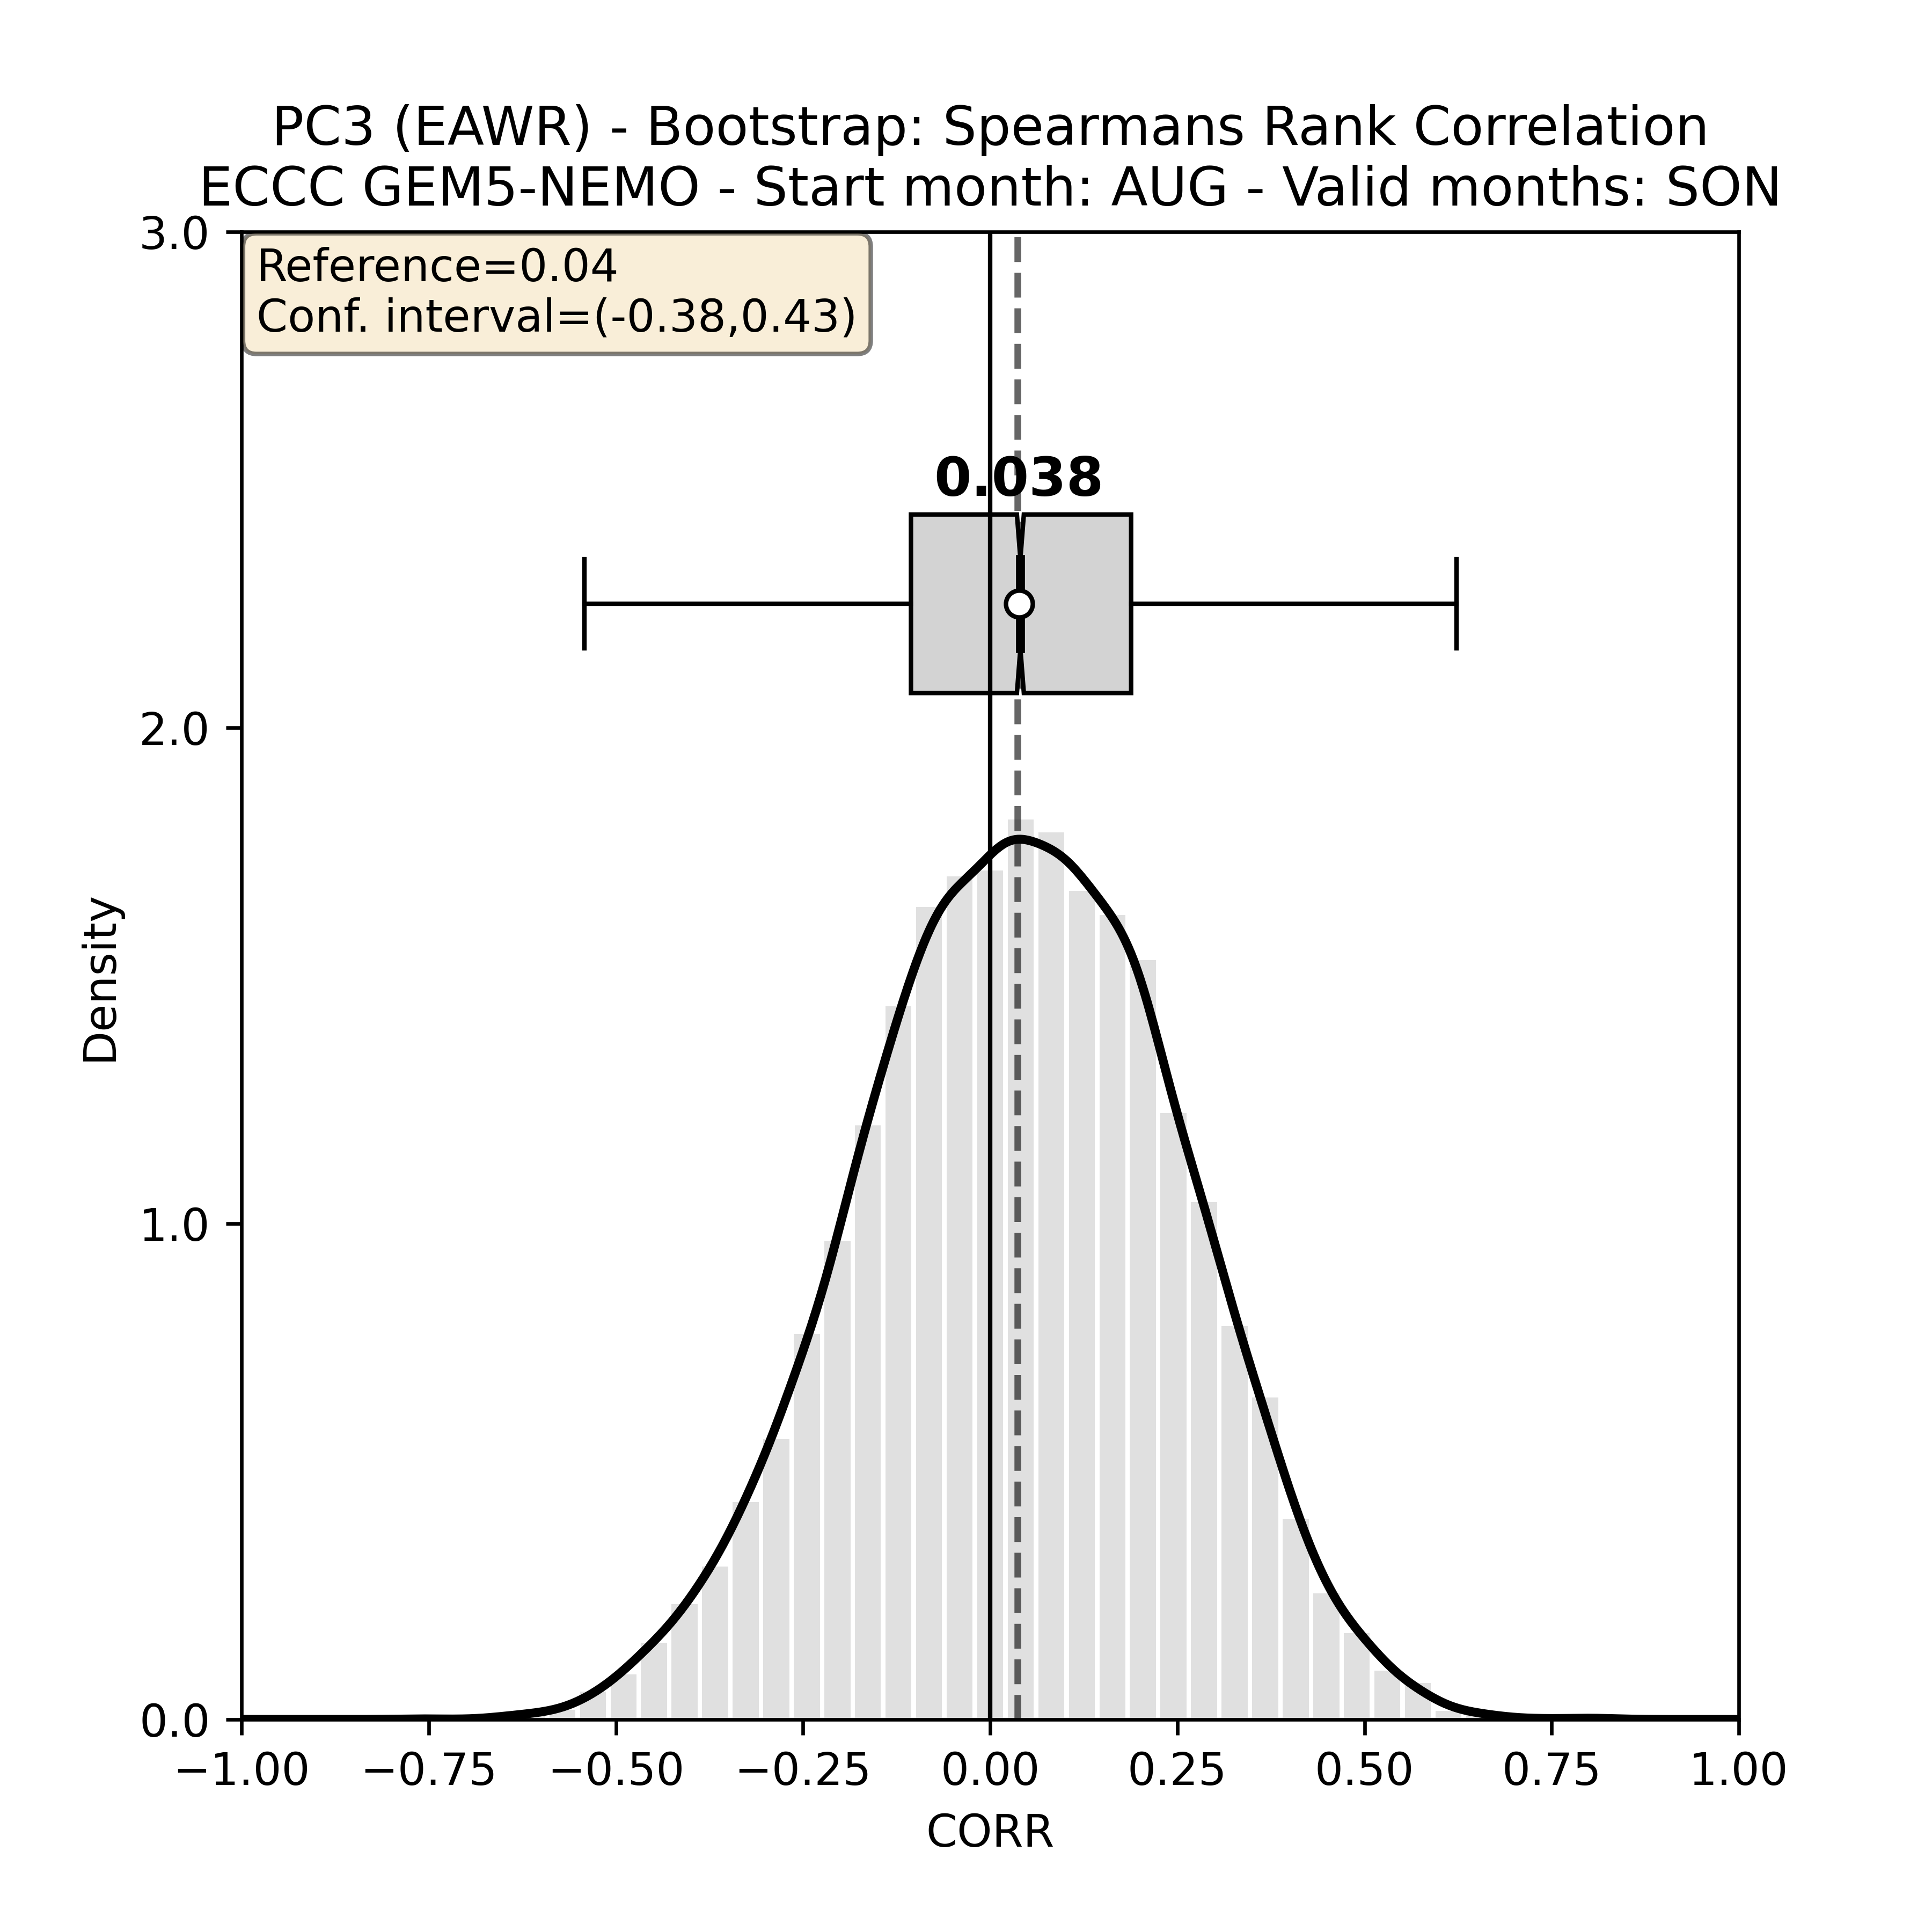 PC3 (EAWR) - Bootstrap: Spearmans Rank Correlation
ECCC GEM5-NEMO - Start month: AUG - Valid months: SON
Reference=0.04
Conf. interval=(-0.38,0.43)
0.038
3.0
2.0
1.0
0.0
Density
−1.00 −0.75 −0.50 −0.25 0.00 0.25 0.50 0.75 1.00
CORR